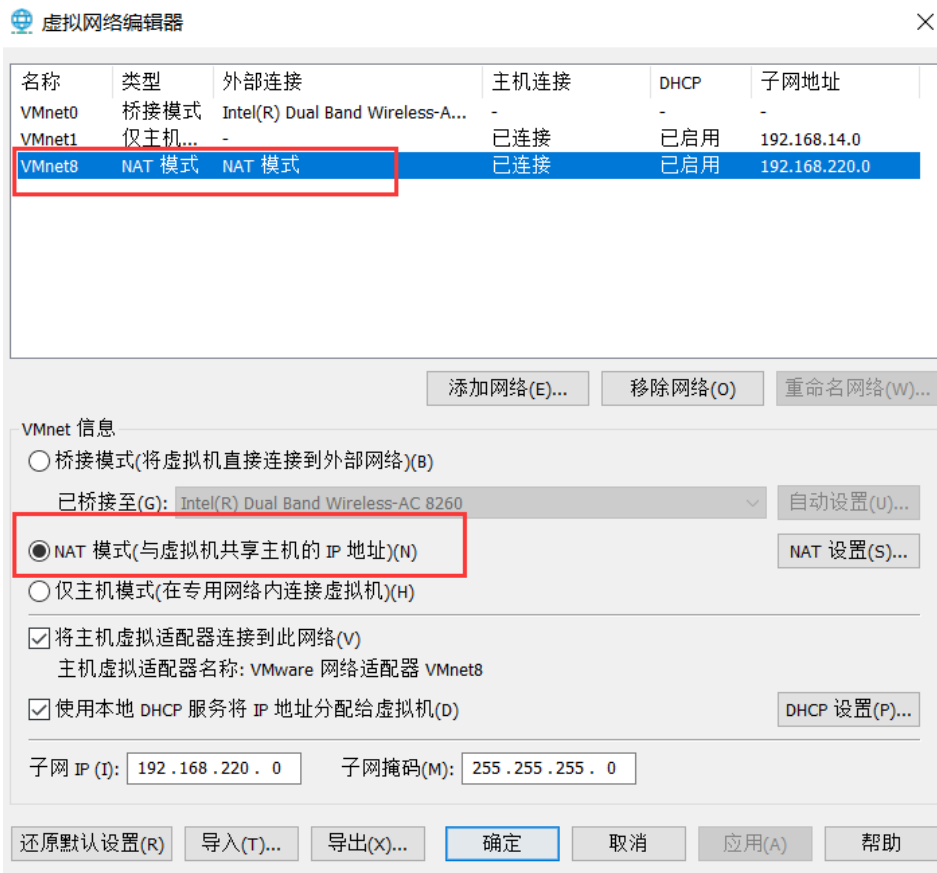 虚拟网络编辑器
名称 类型 外部连接 主机连接 DHCP 子网地址
VMnet0 桥接模式 Intel(R) Dual Band Wireless-A... - - -
VMnet1 仅主机... - 已连接 已启用 192.168.14.0
VMnet8 NAT 模式 NAT 模式 已连接 已启用 192.168.220.0
添加网络(E)... 移除网络(O) 重命名网络(W)...
VMnet 信息
桥接模式(将虚拟机直接连接到外部网络)(B)
已桥接至(G): Intel(R) Dual Band Wireless-AC 8260 自动设置(U)...
NAT 模式(与虚拟机共享主机的 IP 地址)(N) NAT 设置(S)...
仅主机模式(在专用网络内连接虚拟机)(H)
将主机虚拟适配器连接到此网络(V)
主机虚拟适配器名称: VMware 网络适配器 VMnet8
使用本地 DHCP 服务将 IP 地址分配给虚拟机(D) DHCP 设置(P)...
子网 IP (I): 192.168.220. 0 子网掩码(M): 255.255.255. 0
还原默认设置(R) 导入(T)... 导出(X)... 确定 取消 应用(A) 帮助